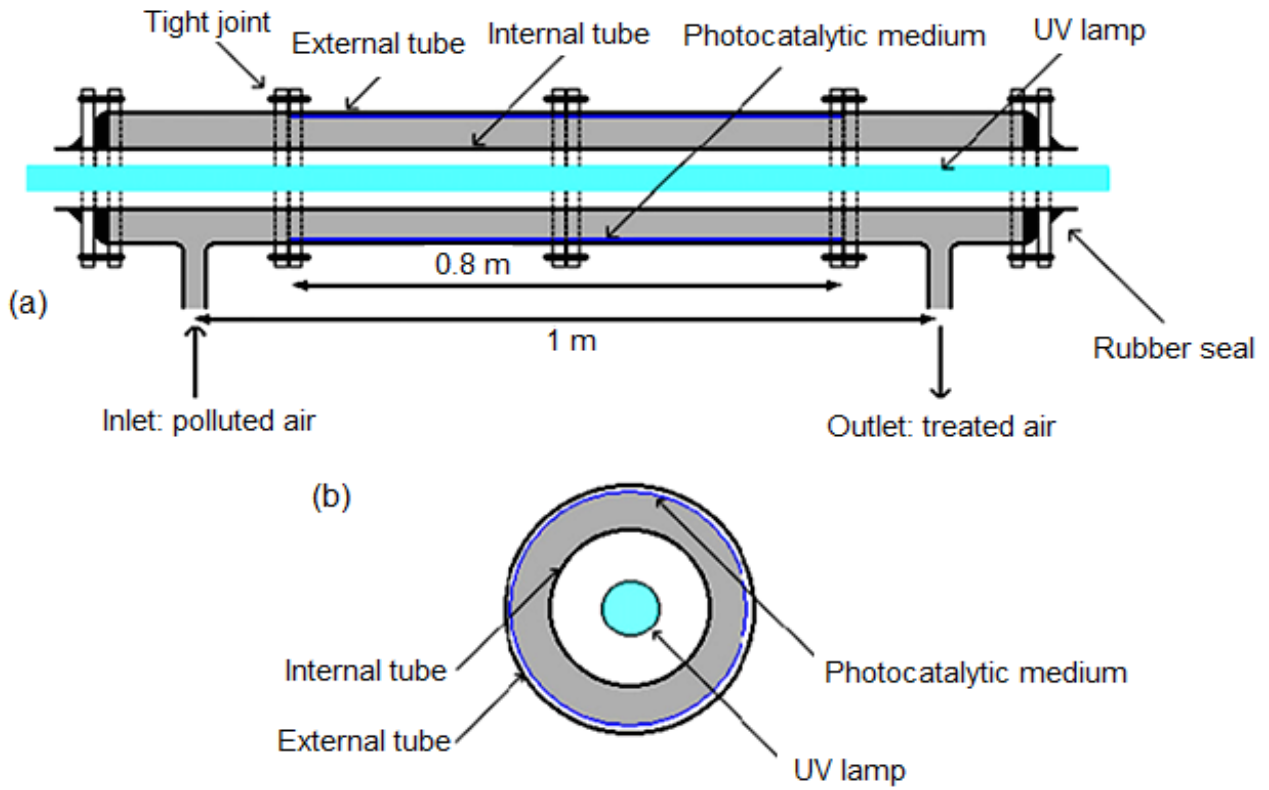 Tight joint
External tube
Internal tube
Photocatalytic medium
UV lamp
0.8 m
(a)
1 m
Rubber seal
Inlet: polluted air
Outlet: treated air
(b)
Internal tube
Photocatalytic medium
External tube
UV lamp